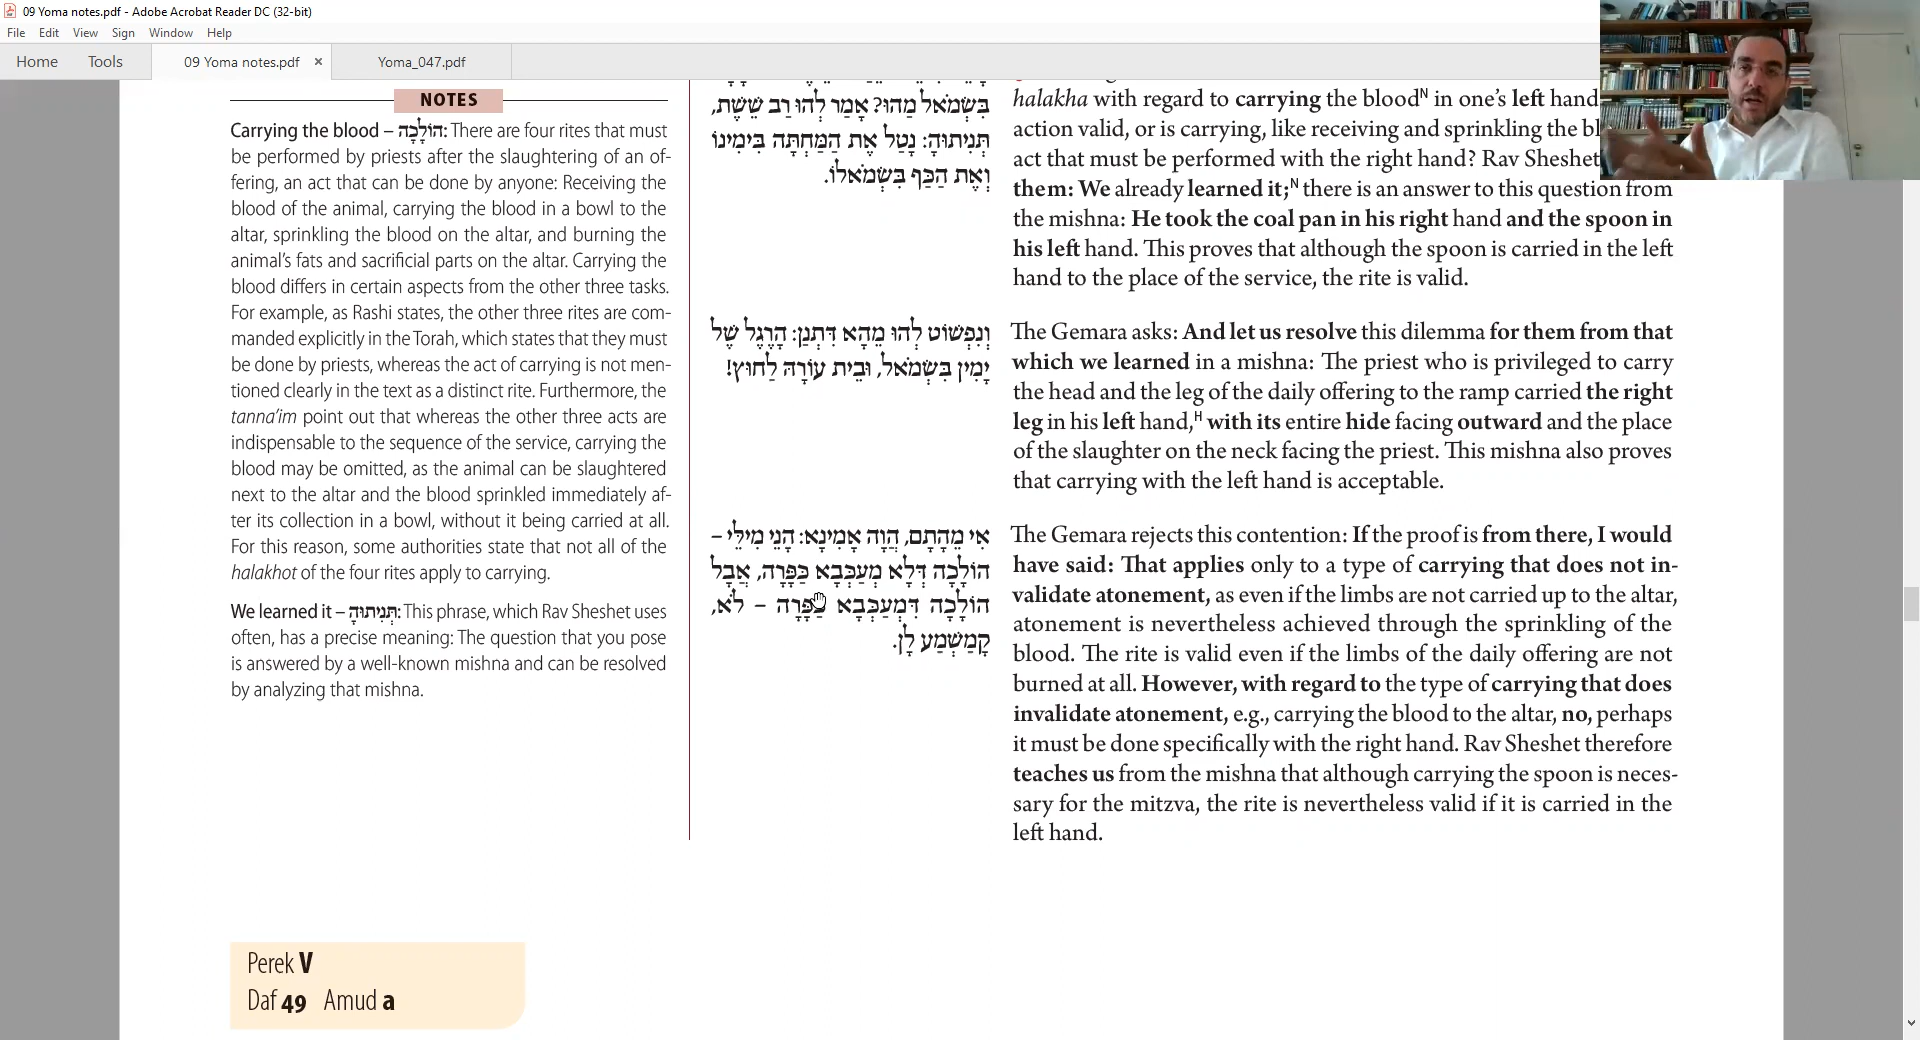 09 Yoma notes.pdf - Adobe Acrobat Reader DC (32-bit)
File Edit View Sign Window Help
Home Tools 09 Yoma notes.pdf × Yoma_047.pdf
NOTES
Carrying the blood – הוֹלָכָה: There are four rites that must
be performed by priests after the slaughtering of an of-
fering, an act that can be done by anyone: Receiving the
blood of the animal, carrying the blood in a bowl to the
altar, sprinkling the blood on the altar, and burning the
animal's fats and sacrificial parts on the altar. Carrying the
blood differs in certain aspects from the other three tasks.
For example, as Rashi states, the other three rites are com-
manded explicitly in the Torah, which states that they must
be done by priests, whereas the act of carrying is not men-
tioned clearly in the text as a distinct rite. Furthermore, the
tanna'im point out that whereas the other three acts are
indispensable to the sequence of the service, carrying the
blood may be omitted, as the animal can be slaughtered
next to the altar and the blood sprinkled immediately af-
ter its collection in a bowl, without it being carried at all.
For this reason, some authorities state that not all of the
halakhot of the four rites apply to carrying.
We learned it – תְּנֵיתוּהָ: This phrase, which Rav Sheshet uses
often, has a precise meaning: The question that you pose
is answered by a well-known mishna and can be resolved
by analyzing that mishna.
בִּשְׂמֹאל מַהוּ? אֲמַר לְהוּ רַב שֵׁשֶׁת,
תְּנֵיתוּהָ: נָטַל אֶת הַמַּחְתָּה בִּימִינוֹ
וְאֶת הַכַּף בִּשְׂמֹאלוֹ.
halakha with regard to carrying the bloodᴺ in one's left hand
action valid, or is carrying, like receiving and sprinkling the bl
act that must be performed with the right hand? Rav Sheshet
them: We already learned it;ᴺ there is an answer to this question from
the mishna: He took the coal pan in his right hand and the spoon in
his left hand. This proves that although the spoon is carried in the left
hand to the place of the service, the rite is valid.
וְנִפְשׁוֹט לְהוּ מֵהָא דִּתְנַן: הָרֶגֶל שֶׁל
יָמִין בִּשְׂמֹאל, וּבֵית עוֹרָהּ לַחוּץ!
The Gemara asks: And let us resolve this dilemma for them from that
which we learned in a mishna: The priest who is privileged to carry
the head and the leg of the daily offering to the ramp carried the right
leg in his left hand,ᴴ with its entire hide facing outward and the place
of the slaughter on the neck facing the priest. This mishna also proves
that carrying with the left hand is acceptable.
אִי מֵהָתָם, הֲוָה אָמִינָא: הָנֵי מִילֵּי –
הוֹלָכָה דְּלָא מְעַכְּבָא כַּפָּרָה, אֲבָל
הוֹלָכָה דִּמְעַכְּבָא כַּפָּרָה – לֹא,
קָמַשְׁמַע לָן.
The Gemara rejects this contention: If the proof is from there, I would
have said: That applies only to a type of carrying that does not in-
validate atonement, as even if the limbs are not carried up to the altar,
atonement is nevertheless achieved through the sprinkling of the
blood. The rite is valid even if the limbs of the daily offering are not
burned at all. However, with regard to the type of carrying that does
invalidate atonement, e.g., carrying the blood to the altar, no, perhaps
it must be done specifically with the right hand. Rav Sheshet therefore
teaches us from the mishna that although carrying the spoon is neces-
sary for the mitzva, the rite is nevertheless valid if it is carried in the
left hand.
Perek V
Daf 49 Amud a